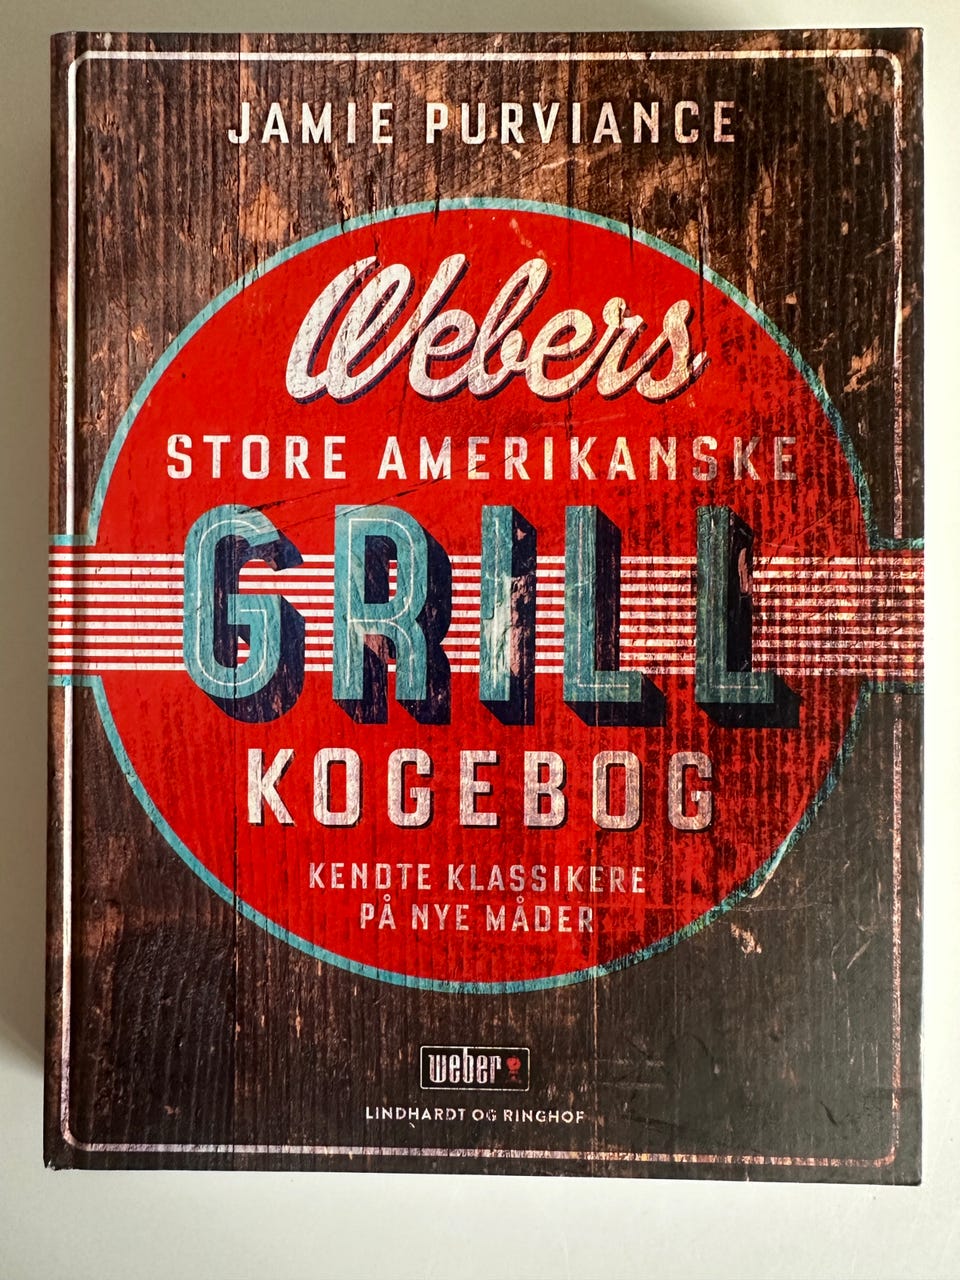 JAMIE PURVIANCE
Webers
STORE AMERIKANSKE
GRILL
KOGEBOG
KENDTE KLASSIKERE
PÅ NYE MÅDER
weber
LINDHARDT OG RINGHOF